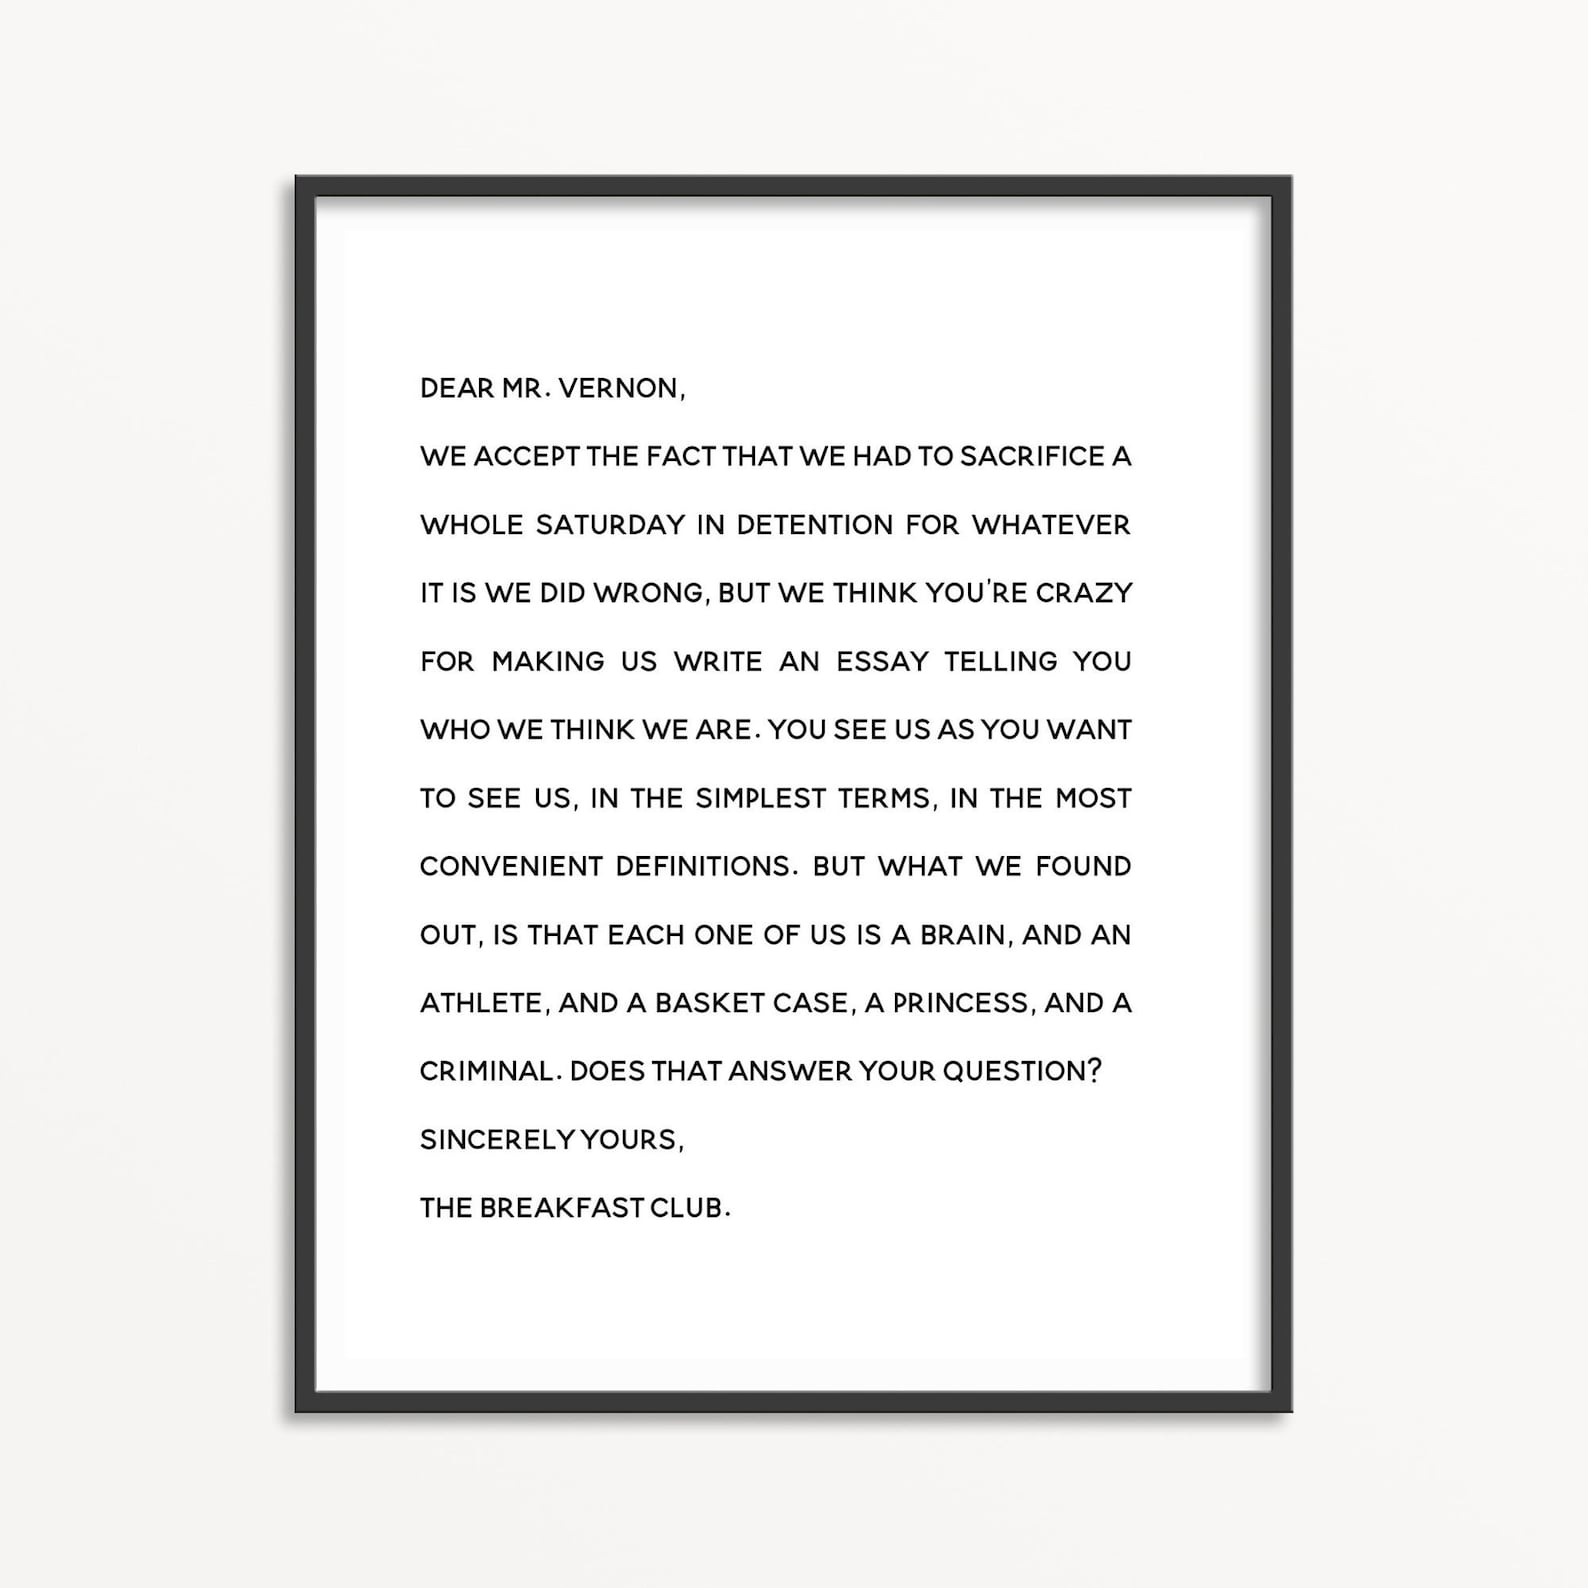 DEAR MR. VERNON,
WE ACCEPT THE FACT THAT WE HAD TO SACRIFICE A
WHOLE SATURDAY IN DETENTION FOR WHATEVER
IT IS WE DID WRONG, BUT WE THINK YOU'RE CRAZY
FOR MAKING US WRITE AN ESSAY TELLING YOU
WHO WE THINK WE ARE. YOU SEE US AS YOU WANT
TO SEE US, IN THE SIMPLEST TERMS, IN THE MOST
CONVENIENT DEFINITIONS. BUT WHAT WE FOUND
OUT, IS THAT EACH ONE OF US IS A BRAIN, AND AN
ATHLETE, AND A BASKET CASE, A PRINCESS, AND A
CRIMINAL. DOES THAT ANSWER YOUR QUESTION?
SINCERELY YOURS,
THE BREAKFAST CLUB.